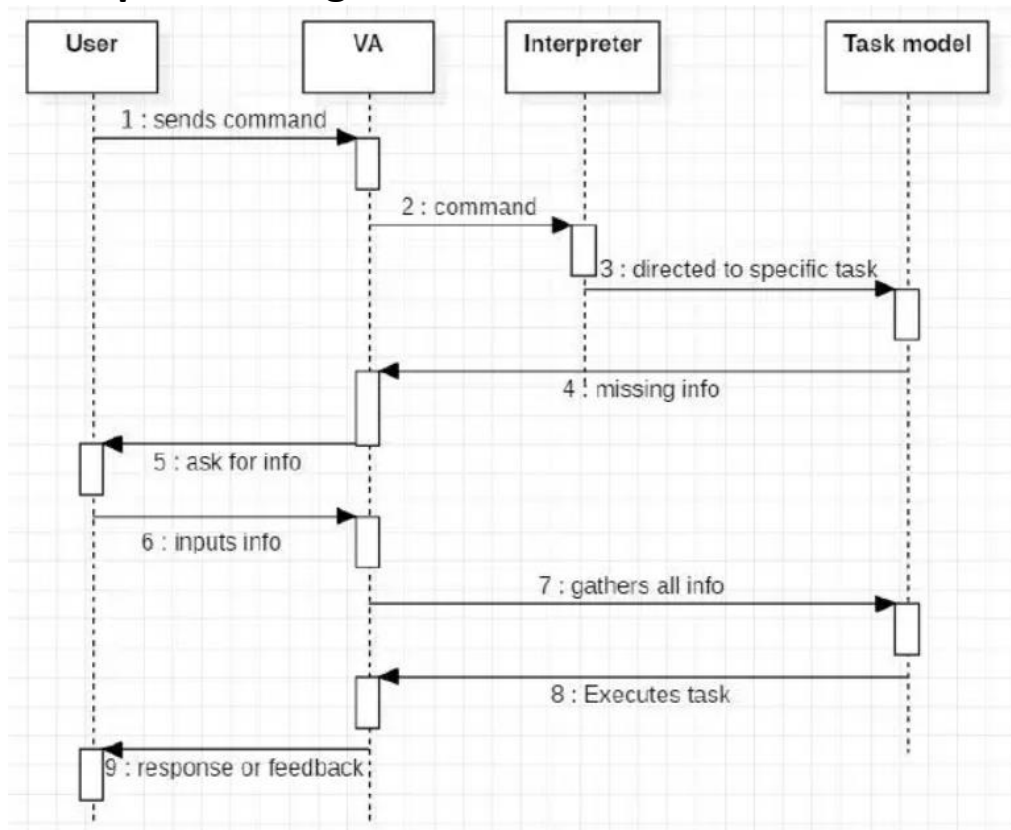 User
VA
Interpreter
Task model
1 : sends command
2 : command
3 : directed to specific task
4 : missing info
5 : ask for info
6 : inputs info
7 : gathers all info
8 : Executes task
9 : response or feedback